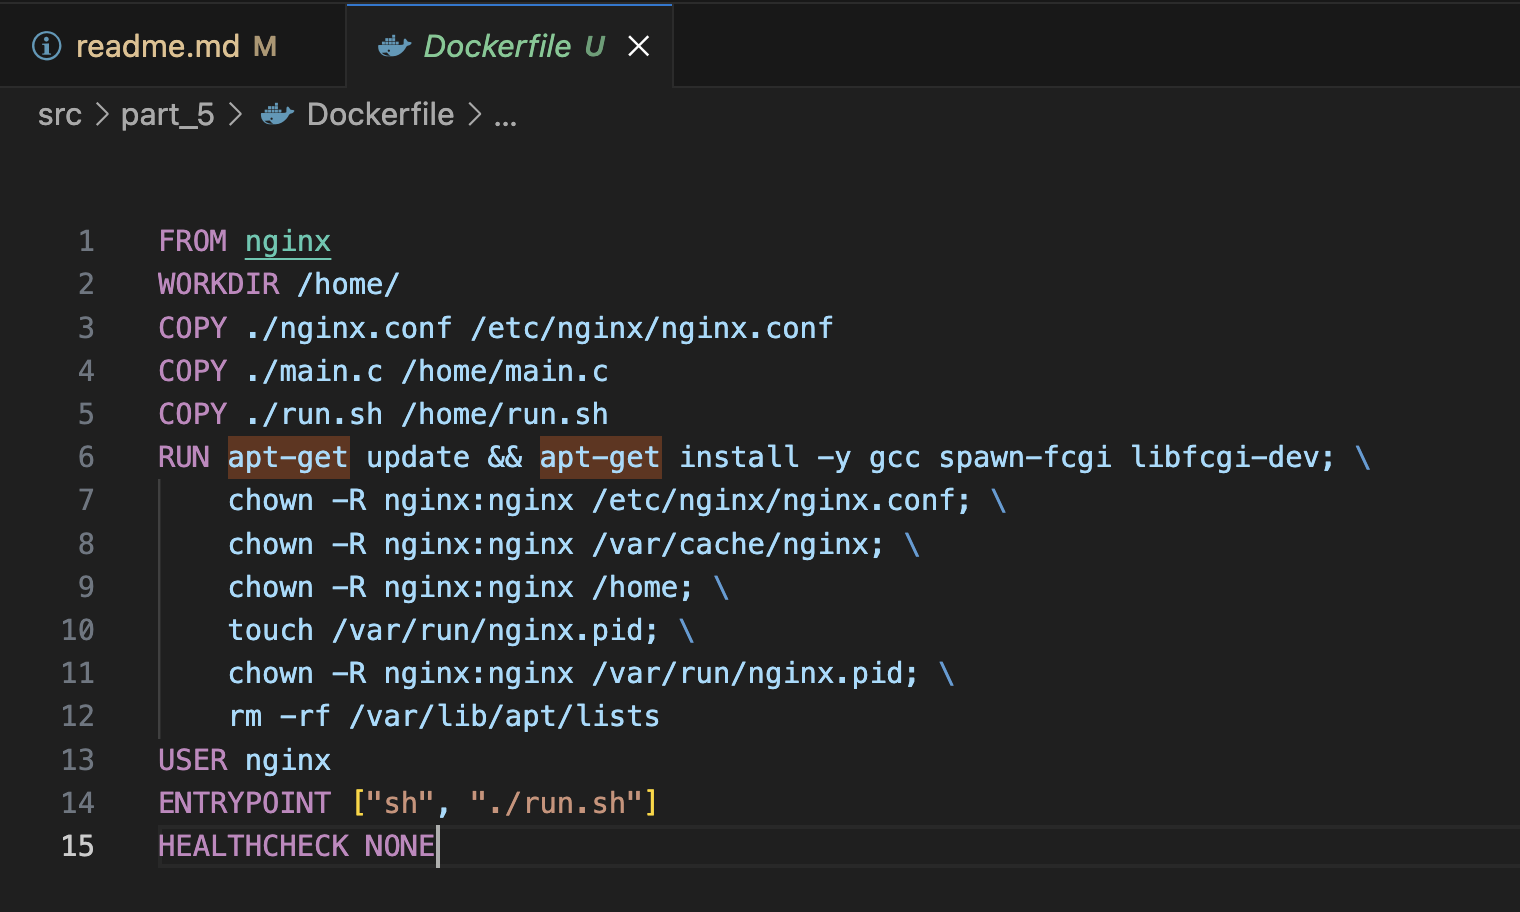 readme.md M Dockerfile U
src > part_5 > Dockerfile > ...
1 FROM nginx
2 WORKDIR /home/
3 COPY ./nginx.conf /etc/nginx/nginx.conf
4 COPY ./main.c /home/main.c
5 COPY ./run.sh /home/run.sh
6 RUN apt-get update && apt-get install -y gcc spawn-fcgi libfcgi-dev; \
7     chown -R nginx:nginx /etc/nginx/nginx.conf; \
8     chown -R nginx:nginx /var/cache/nginx; \
9     chown -R nginx:nginx /home; \
10     touch /var/run/nginx.pid; \
11     chown -R nginx:nginx /var/run/nginx.pid; \
12     rm -rf /var/lib/apt/lists
13 USER nginx
14 ENTRYPOINT ["sh", "./run.sh"]
15 HEALTHCHECK NONE